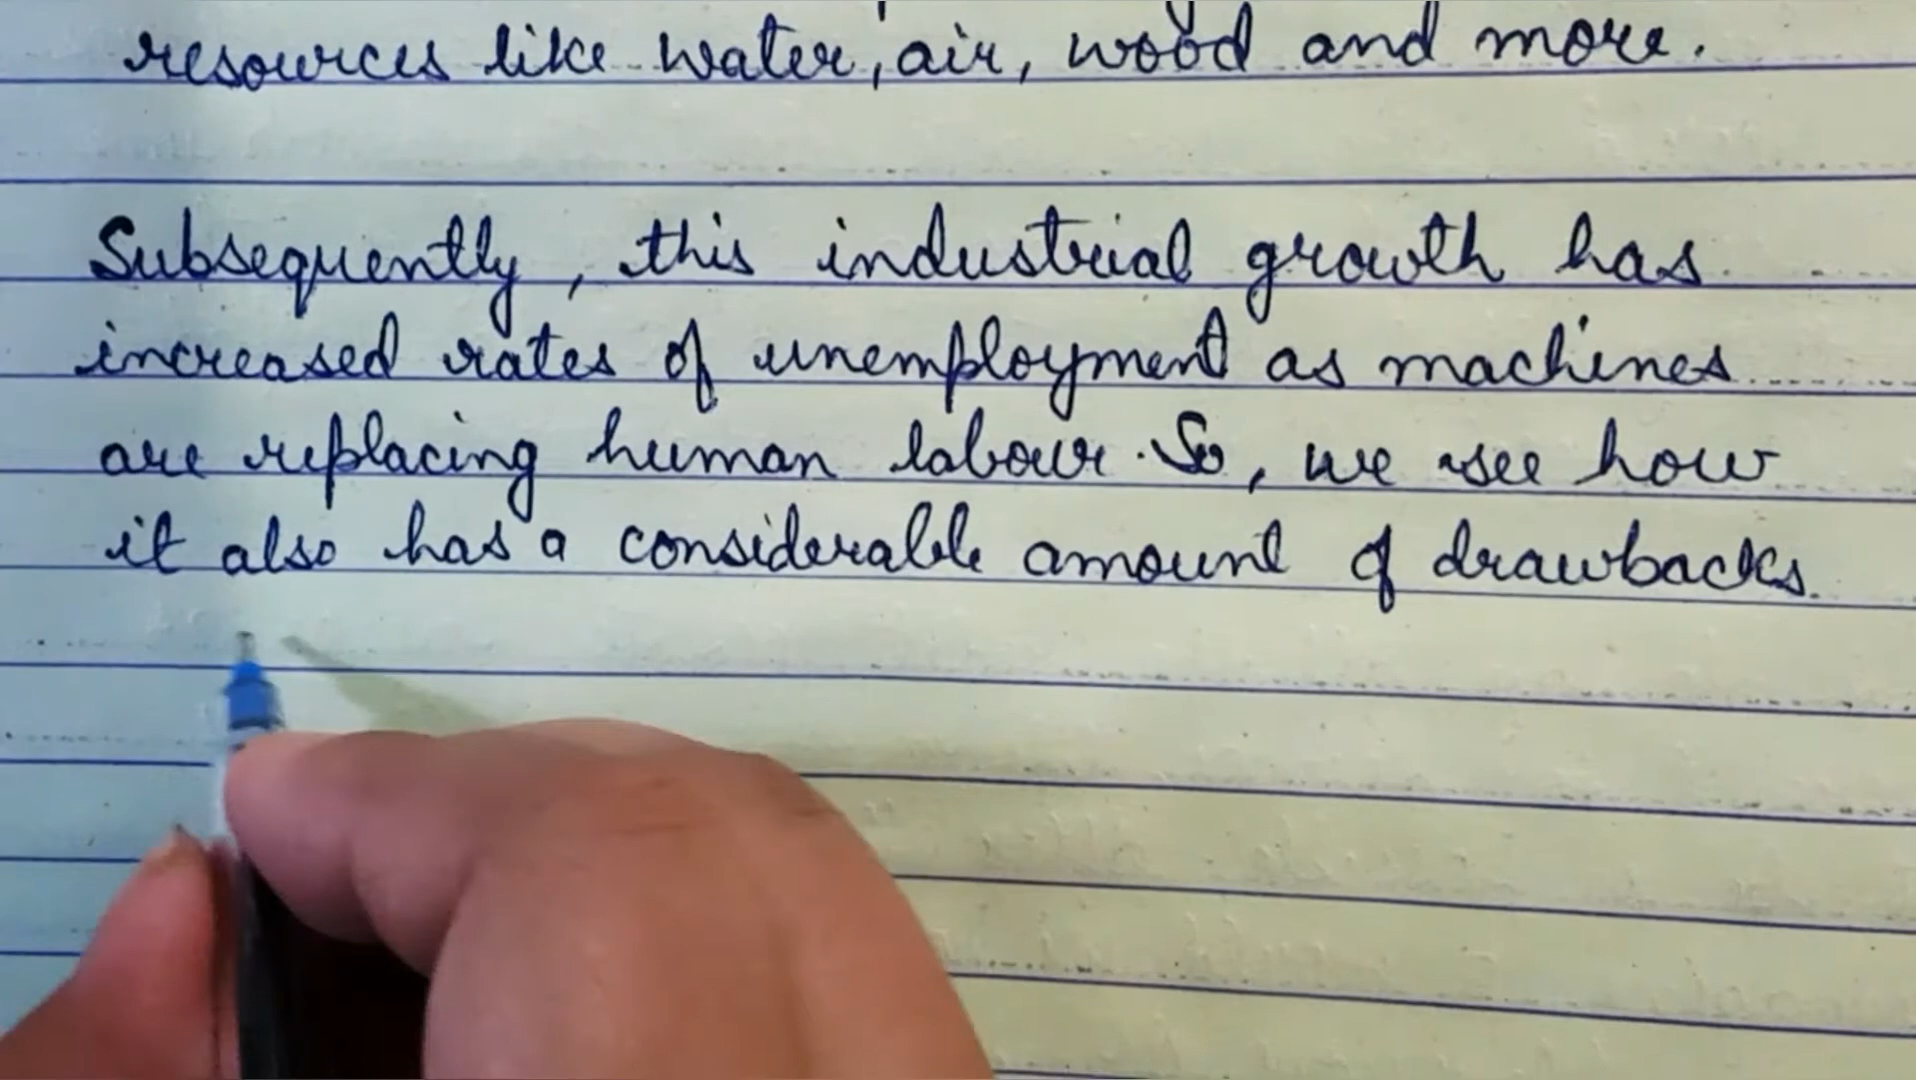 resources like water, air, wood and more.
Subsequently, this industrial growth has
increased rates of unemployment as machines
are replacing human labour. So, we see how
it also has a considerable amount of drawbacks.